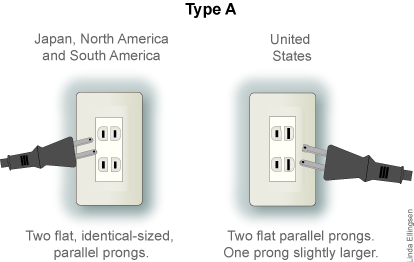 Type A
Japan, North America
and South America
United
States
Two flat, identical-sized,
parallel prongs.
Two flat parallel prongs.
One prong slightly larger.
Linda Ellingsen